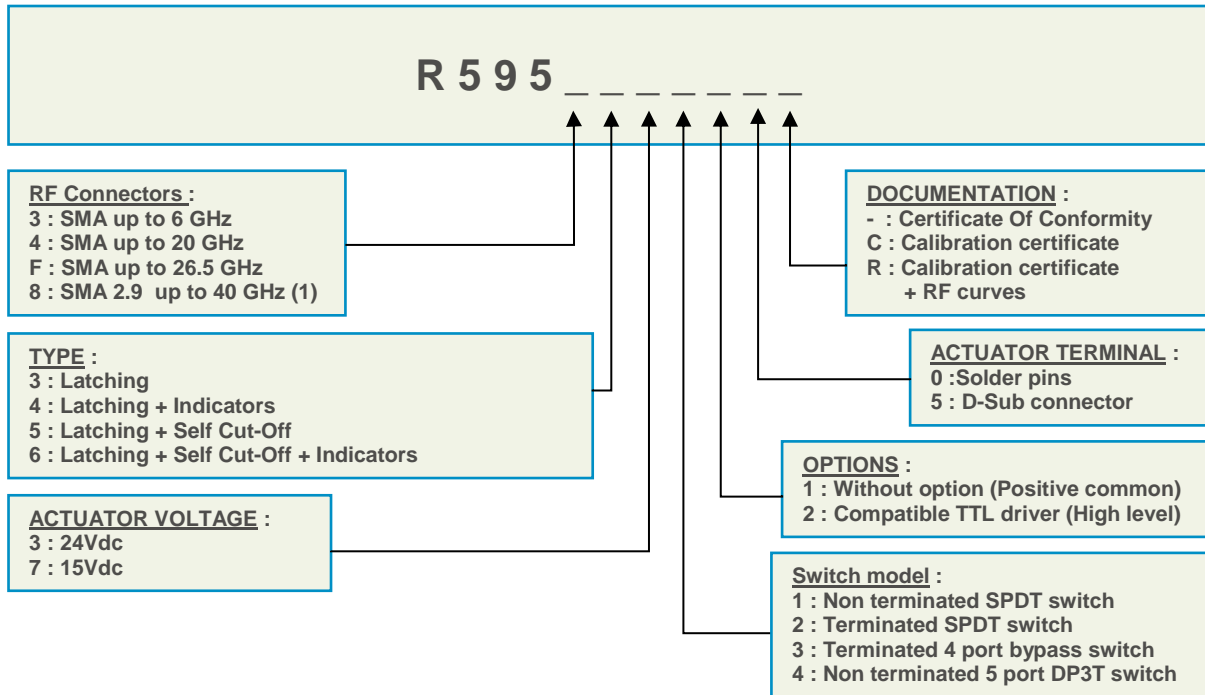 R 5 9 5 _ _ _ _ _ _ _
RF Connectors :
3 : SMA up to 6 GHz
4 : SMA up to 20 GHz
F : SMA up to 26.5 GHz
8 : SMA 2.9 up to 40 GHz (1)
TYPE :
3 : Latching
4 : Latching + Indicators
5 : Latching + Self Cut-Off
6 : Latching + Self Cut-Off + Indicators
ACTUATOR VOLTAGE :
3 : 24Vdc
7 : 15Vdc
DOCUMENTATION :
- : Certificate Of Conformity
C : Calibration certificate
R : Calibration certificate
+ RF curves
ACTUATOR TERMINAL :
0 :Solder pins
5 : D-Sub connector
OPTIONS :
1 : Without option (Positive common)
2 : Compatible TTL driver (High level)
Switch model :
1 : Non terminated SPDT switch
2 : Terminated SPDT switch
3 : Terminated 4 port bypass switch
4 : Non terminated 5 port DP3T switch